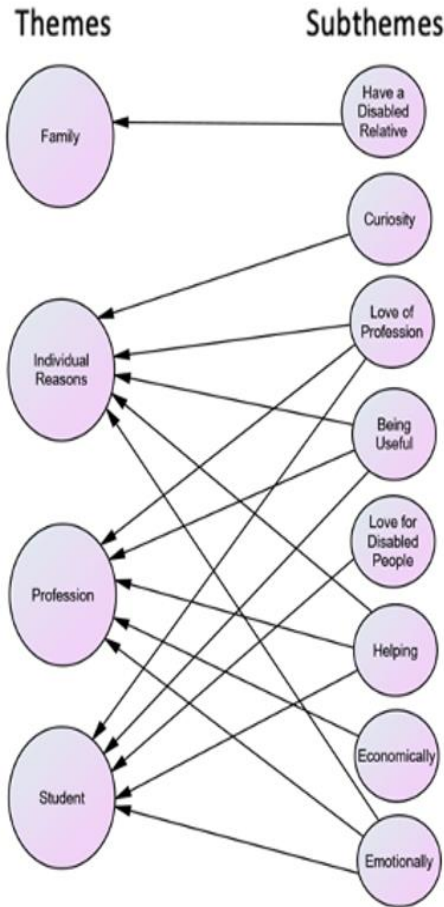 Themes
Subthemes
Family
Have a
Disabled
Relative
Curiosity
Individual
Reasons
Love of
Profession
Being
Useful
Love for
Disabled
People
Profession
Helping
Economically
Student
Emotionally